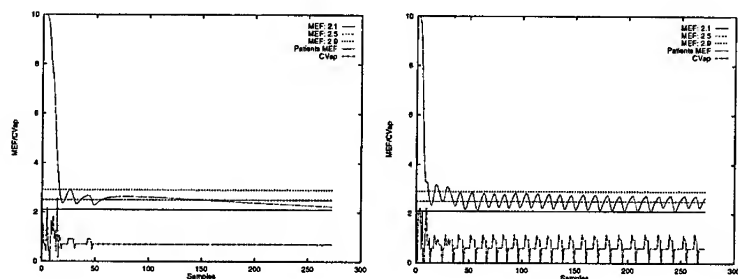 10
8
6
4
2
0
MEF/CVap
0
50
100
150
200
250
300
Samples
MEF: 2.1
MEF: 2.5
MEF: 2.9
Patients MEF
CVap
10
8
6
4
2
0
MEF/CVap
0
50
100
150
200
250
300
Samples
MEF: 2.1
MEF: 2.5
MEF: 2.9
Patients MEF
CVap